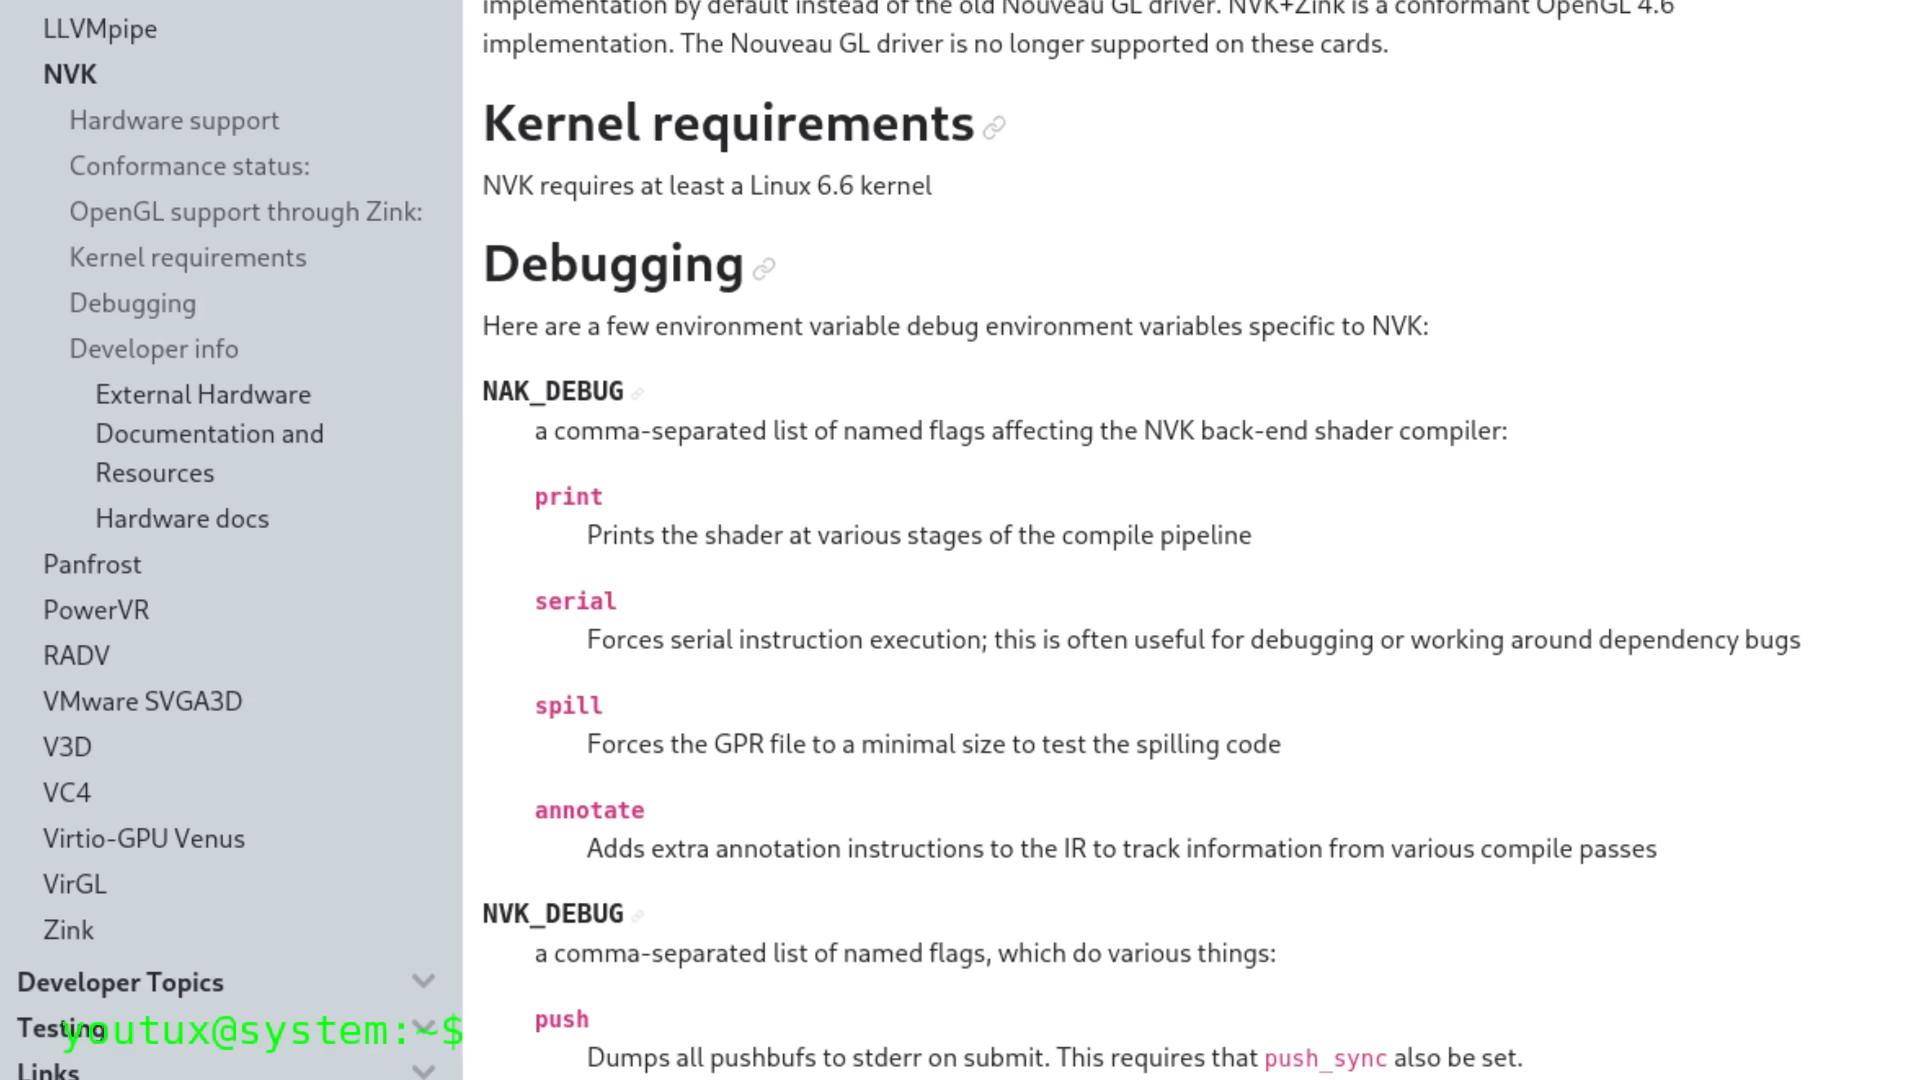 LLVMpipe
NVK
Hardware support
Conformance status:
OpenGL support through Zink:
Kernel requirements
Debugging
Developer info
External Hardware
Documentation and
Resources
Hardware docs
Panfrost
PowerVR
RADV
VMware SVGA3D
V3D
VC4
Virtio-GPU Venus
VirGL
Zink
Developer Topics
Testing
Links
youtux@system:~$
implementation by default instead of the old Nouveau GL driver. NVK+Zink is a conformant OpenGL 4.6
implementation. The Nouveau GL driver is no longer supported on these cards.
Kernel requirements
NVK requires at least a Linux 6.6 kernel
Debugging
Here are a few environment variable debug environment variables specific to NVK:
NAK_DEBUG
a comma-separated list of named flags affecting the NVK back-end shader compiler:
print
Prints the shader at various stages of the compile pipeline
serial
Forces serial instruction execution; this is often useful for debugging or working around dependency bugs
spill
Forces the GPR file to a minimal size to test the spilling code
annotate
Adds extra annotation instructions to the IR to track information from various compile passes
NVK_DEBUG
a comma-separated list of named flags, which do various things:
push
Dumps all pushbufs to stderr on submit. This requires that push_sync also be set.